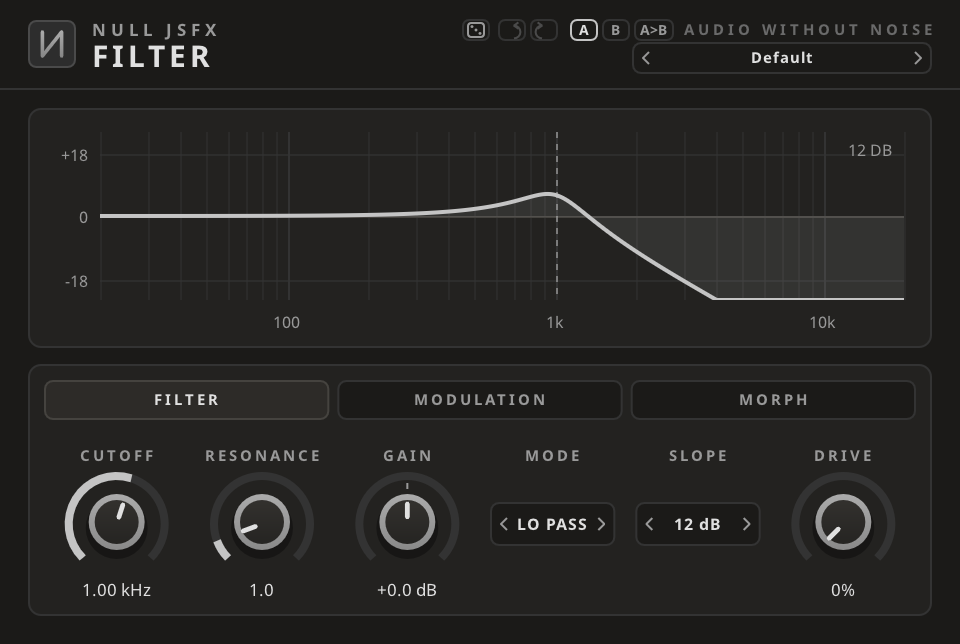 NULL JSFX
FILTER
A B A>B AUDIO WITHOUT NOISE
Default
+18
0
-18
12 DB
100 1k 10k
FILTER MODULATION MORPH
CUTOFF RESONANCE GAIN MODE SLOPE DRIVE
LO PASS 12 dB
1.00 kHz 1.0 +0.0 dB 0%